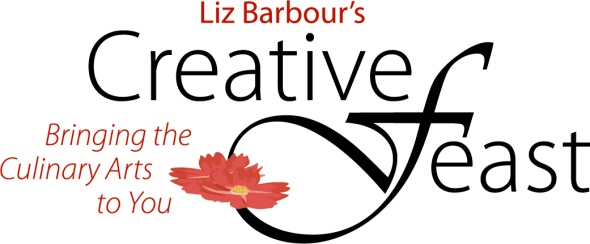 Liz Barbour's
Creative
Feast
Bringing the
Culinary Arts
to You